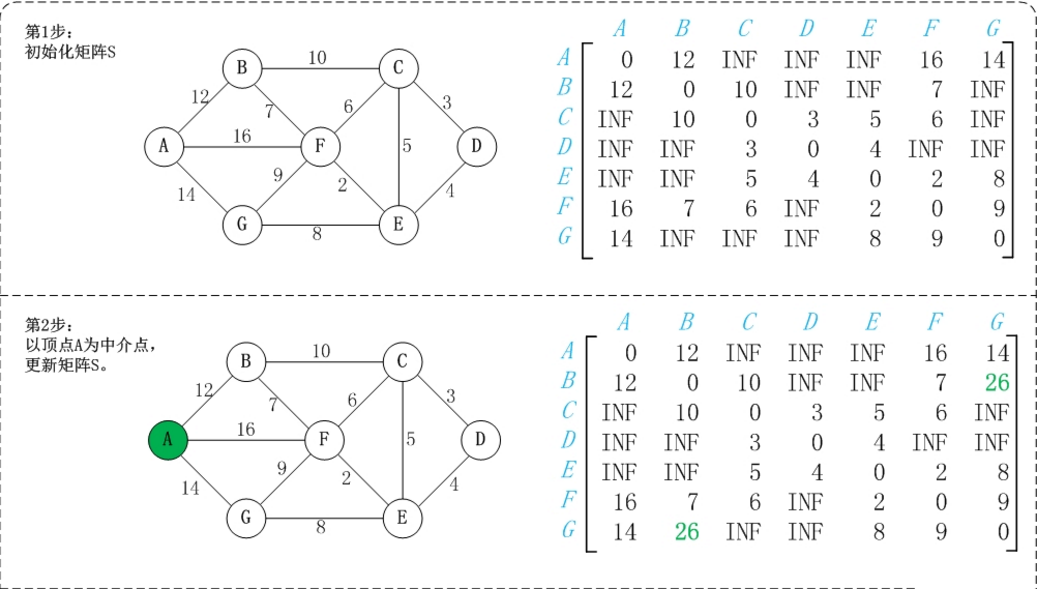 第1步：
初始化矩阵S
B 10 C
12 7 6 3
A 16 F 5 D
14 9 2 4
G 8 E
A B C D E F G
A 0 12 INF INF INF 16 14
B 12 0 10 INF INF 7 INF
C INF 10 0 3 5 6 INF
D INF INF 3 0 4 INF INF
E INF INF 5 4 0 2 8
F 16 7 6 INF 2 0 9
G 14 INF INF INF 8 9 0
第2步：
以顶点A为中介点，
更新矩阵S。
B 10 C
12 7 6 3
A 16 F 5 D
14 9 2 4
G 8 E
A B C D E F G
A 0 12 INF INF INF 16 14
B 12 0 10 INF INF 7 26
C INF 10 0 3 5 6 INF
D INF INF 3 0 4 INF INF
E INF INF 5 4 0 2 8
F 16 7 6 INF 2 0 9
G 14 26 INF INF 8 9 0